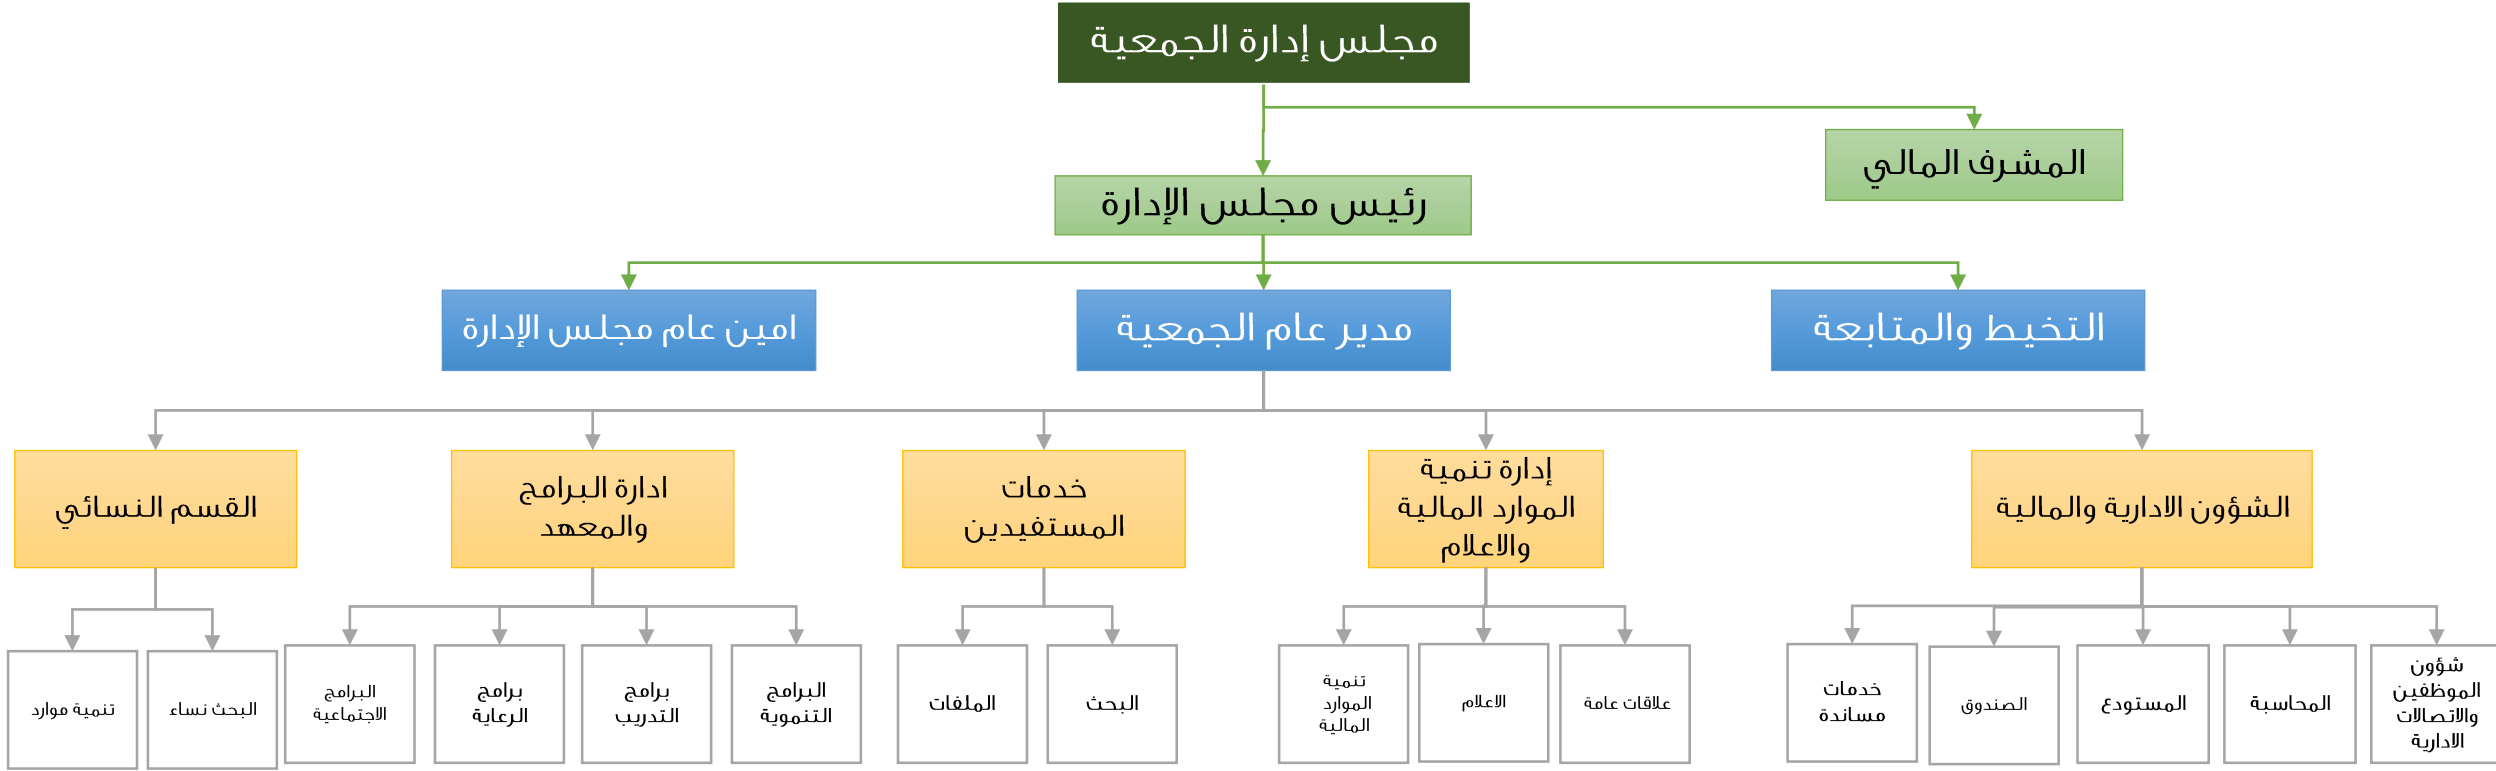 مجلس إدارة الجمعية
المشرف المالي
رئيس مجلس الإدارة
التخيط والمتابعة
مدير عام الجمعية
امين عام مجلس الإدارة
الشؤون الادارية والمالية
إدارة تنمية
الموارد المالية
والاعلام
خدمات
المستفيدين
ادارة البرامج
والمعهد
القسم النسائي
شؤون
الموظفين
والاتصالات
الادارية
المحاسبة
المستودع
الصندوق
خدمات
مساندة
علاقات عامة
الاعلام
تنمية
الموارد
المالية
البحث
الملفات
البرامج
التنموية
البرامج
التدريب
البرامج
الرعاية
البرامج
الاجتماعية
البحث نساء
تنمية موارد